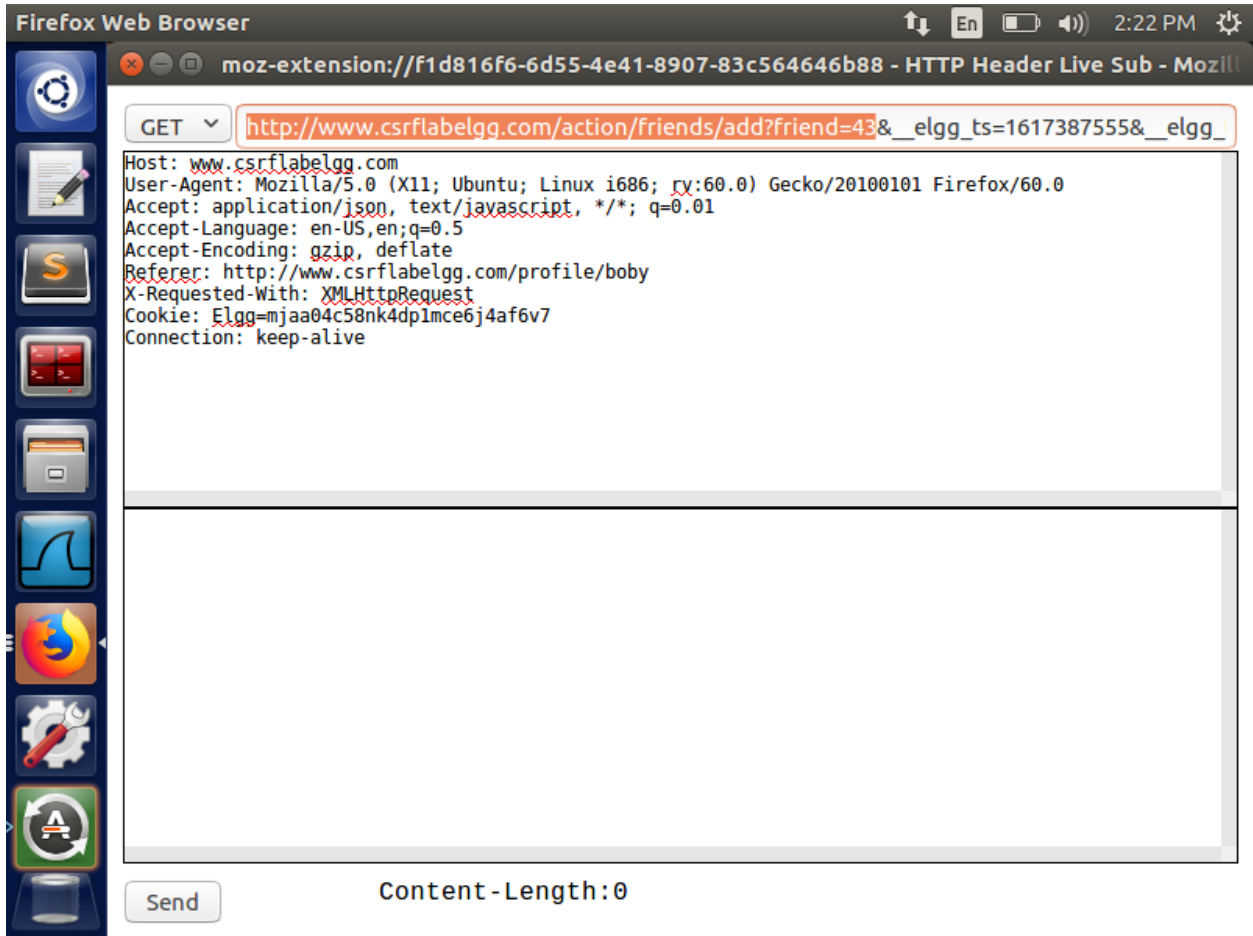 Firefox Web Browser En 2:22 PM
moz-extension://f1d816f6-6d55-4e41-8907-83c564646b88 - HTTP Header Live Sub - Mozill
GET http://www.csrflabelgg.com/action/friends/add?friend=43&__elgg_ts=1617387555&__elgg_
Host: www.csrflabelgg.com
User-Agent: Mozilla/5.0 (X11; Ubuntu; Linux i686; rv:60.0) Gecko/20100101 Firefox/60.0
Accept: application/json, text/javascript, */*; q=0.01
Accept-Language: en-US,en;q=0.5
Accept-Encoding: gzip, deflate
Referer: http://www.csrflabelgg.com/profile/boby
X-Requested-With: XMLHttpRequest
Cookie: Elgg=mjaa04c58nk4dp1mce6j4af6v7
Connection: keep-alive
Send Content-Length:0